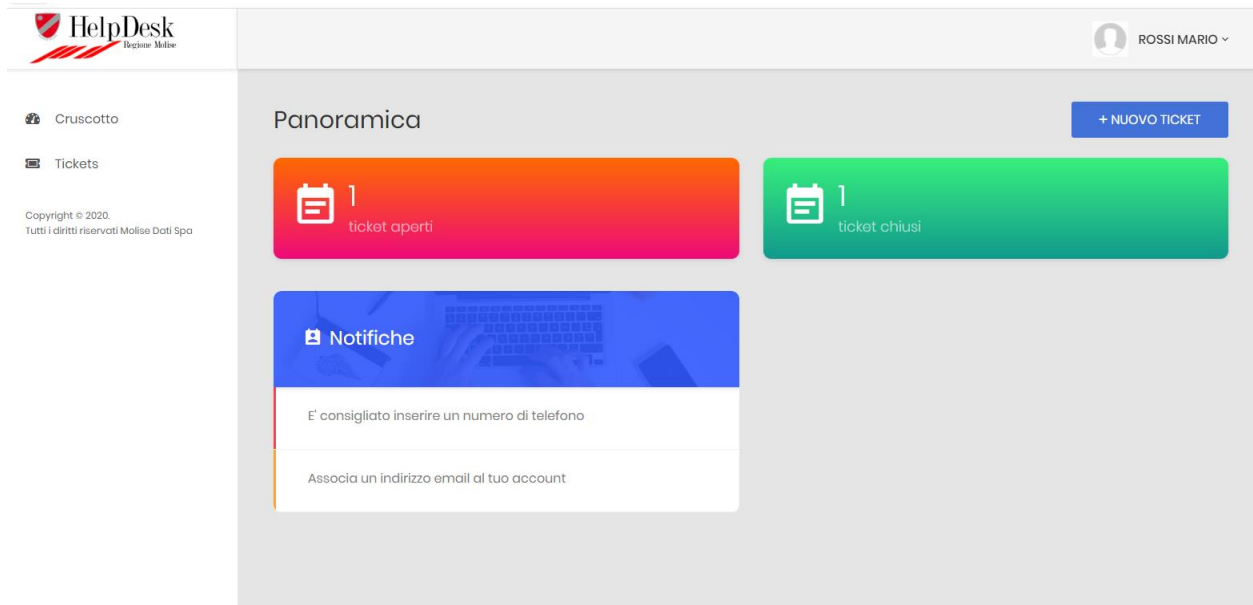 HelpDesk
Regione Molise
ROSSI MARIO
Cruscotto
Tickets
Copyright © 2020.
Tutti i diritti riservati Molise Dati Spa
Panoramica
+ NUOVO TICKET
1
ticket aperti
1
ticket chiusi
Notifiche
E' consigliato inserire un numero di telefono
Associa un indirizzo email al tuo account